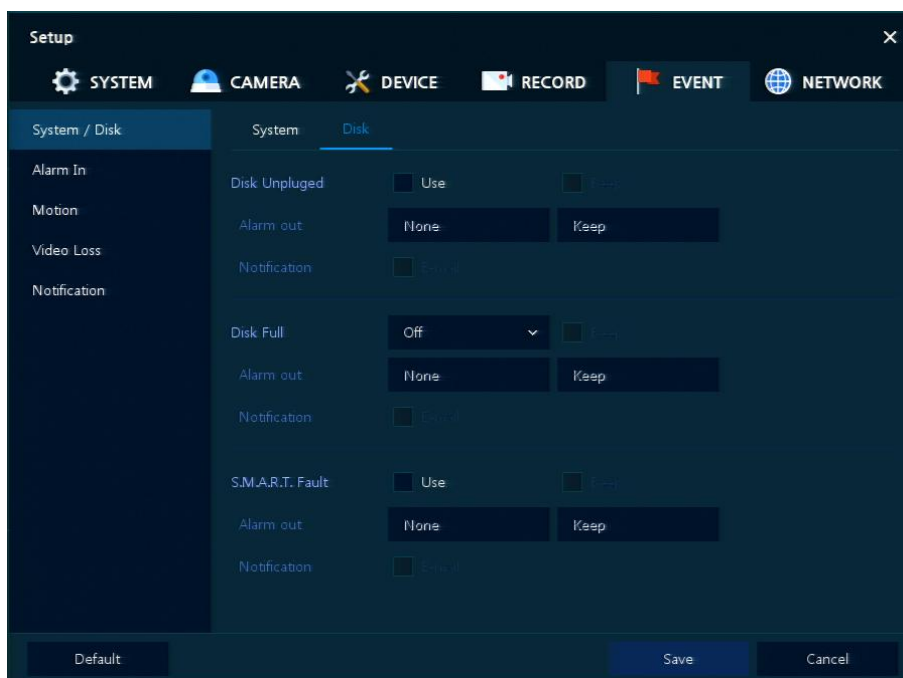 Setup
SYSTEM CAMERA DEVICE RECORD EVENT NETWORK
System / Disk
Alarm In
Motion
Video Loss
Notification
System Disk
Disk Unpluged Use
Alarm out None Keep
Notification
Disk Full Off
Alarm out None Keep
Notification
S.M.A.R.T. Fault Use
Alarm out None Keep
Notification
Default Save Cancel